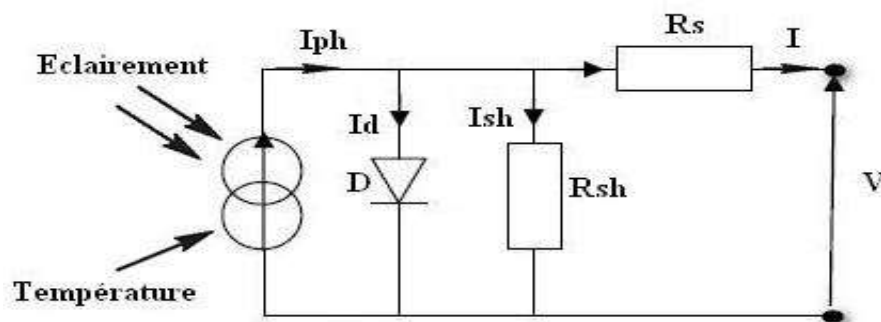 Rs
I
Iph
Eclairement
Id
Ish
D
Rsh
V
Température